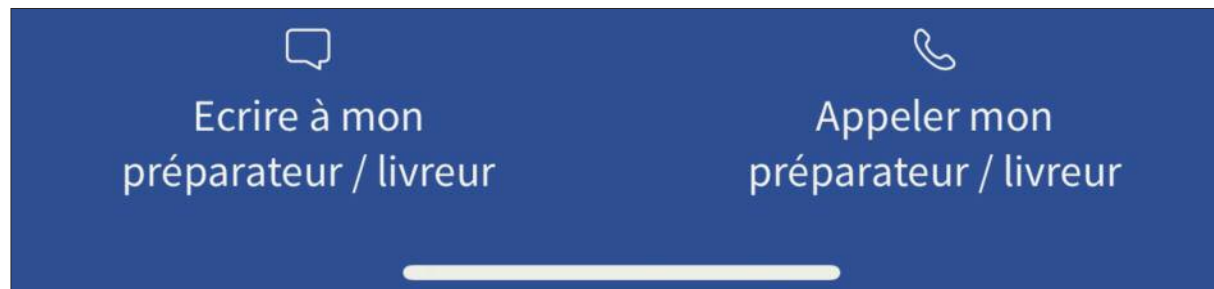 Ecrire à mon
préparateur / livreur
Appeler mon
préparateur / livreur